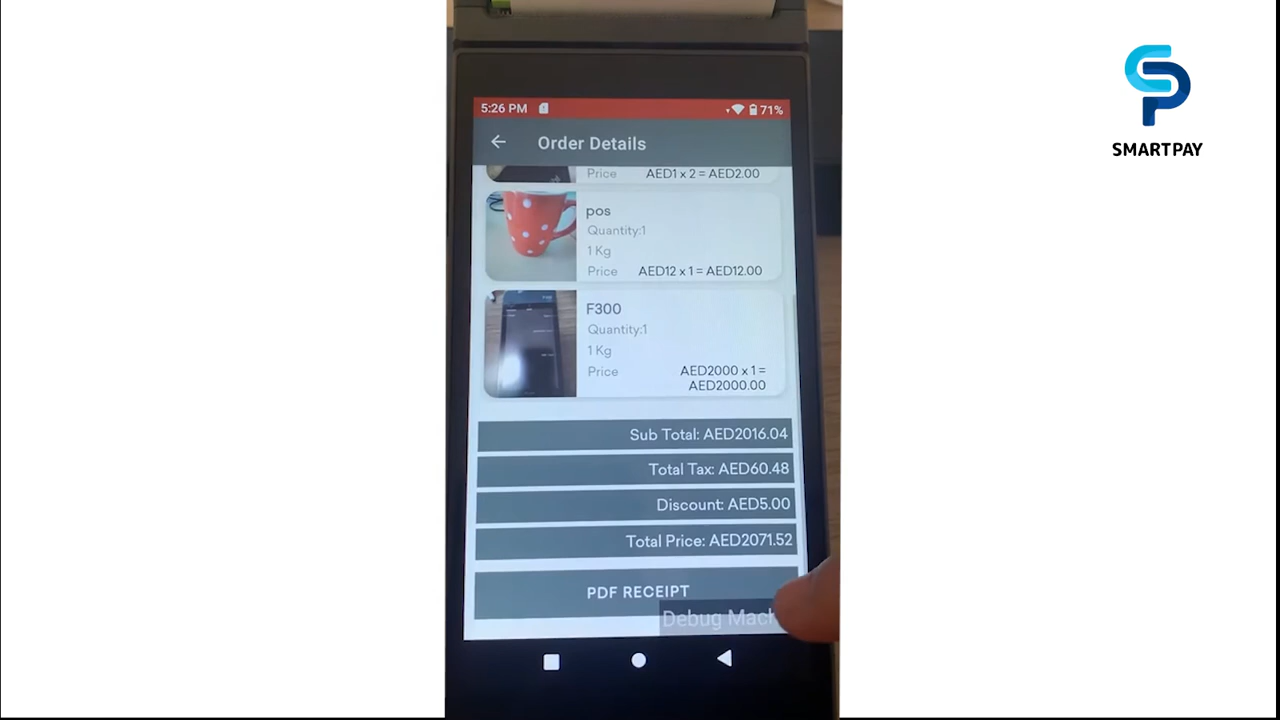 5:26 PM
71%
SMARTPAY
Order Details
Price AED1 x 2 = AED2.00
pos
Quantity:1
1 Kg
Price AED12 x 1 = AED12.00
F300
Quantity:1
1 Kg
Price AED2000 x 1 =
AED2000.00
Sub Total: AED2016.04
Total Tax: AED60.48
Discount: AED5.00
Total Price: AED2071.52
PDF RECEIPT
Debug